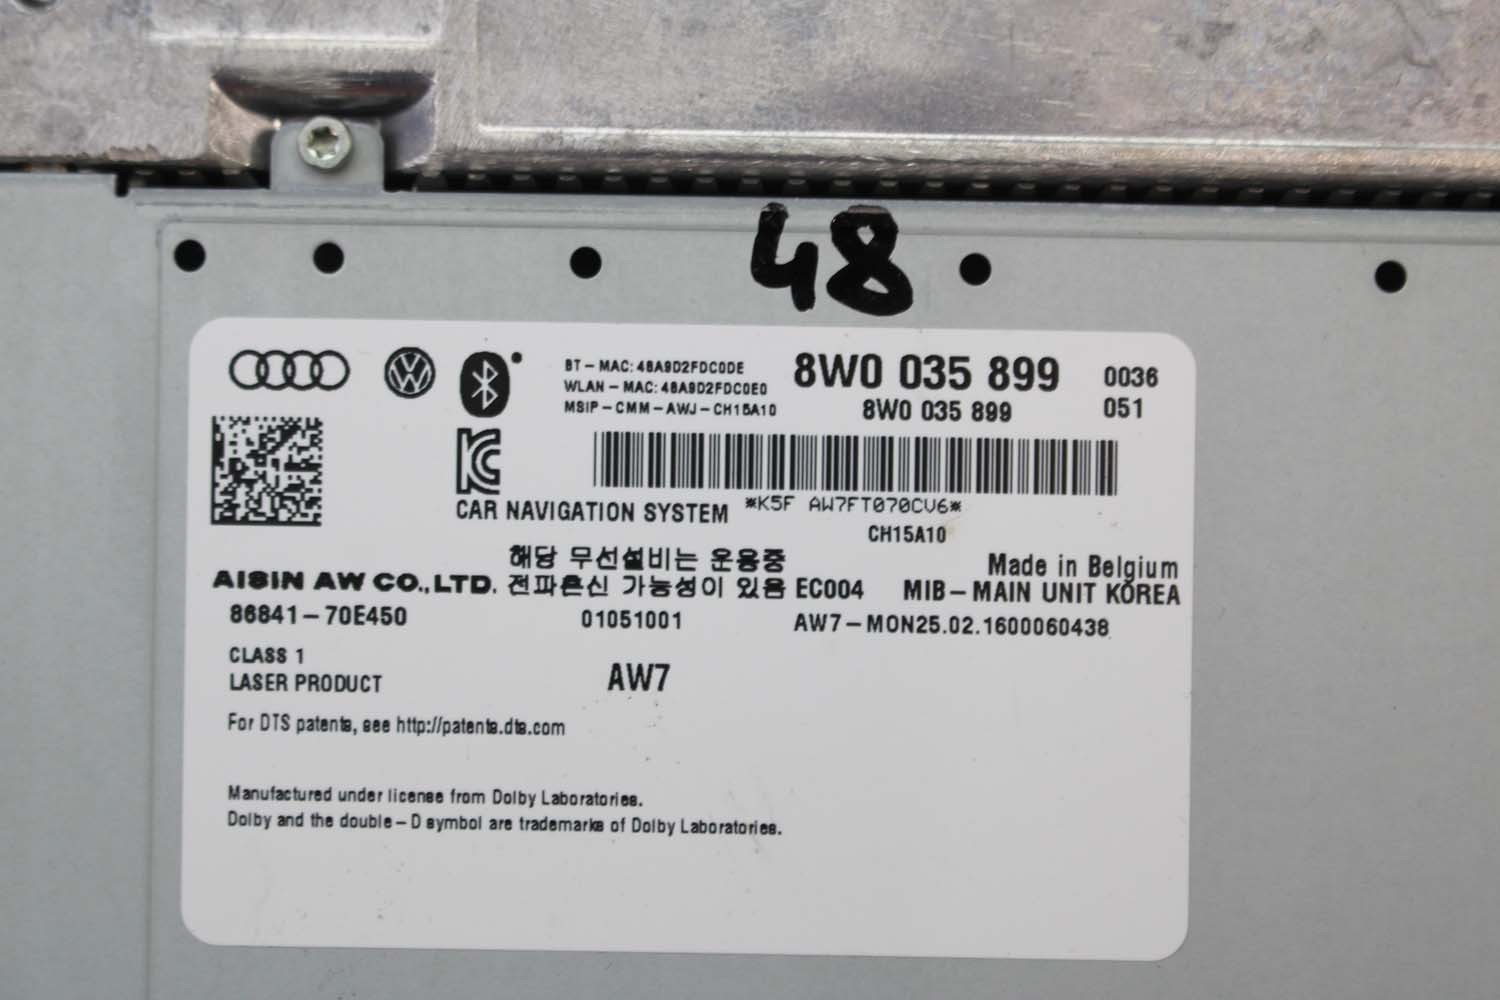 48
BT-MAC: 48A9D2FDC0DE
WLAN-MAC: 48A9D2FDC0E0
MSIP-CMM-AWJ-CH15A10
8W0 035 899 0036
8W0 035 899 051
*K5F AW7FT070CV6*
CAR NAVIGATION SYSTEM
CH15A10
해당 무선설비는 운용중
전파혼신 가능성이 있음
Made in Belgium
AISIN AW CO.,LTD.
EC004 MIB-MAIN UNIT KOREA
86841-70E450 01051001 AW7-MON25.02.1600060438
CLASS 1
LASER PRODUCT
AW7
For DTS patents, see http://patents.dts.com
Manufactured under license from Dolby Laboratories.
Dolby and the double-D symbol are trademarks of Dolby Laboratories.